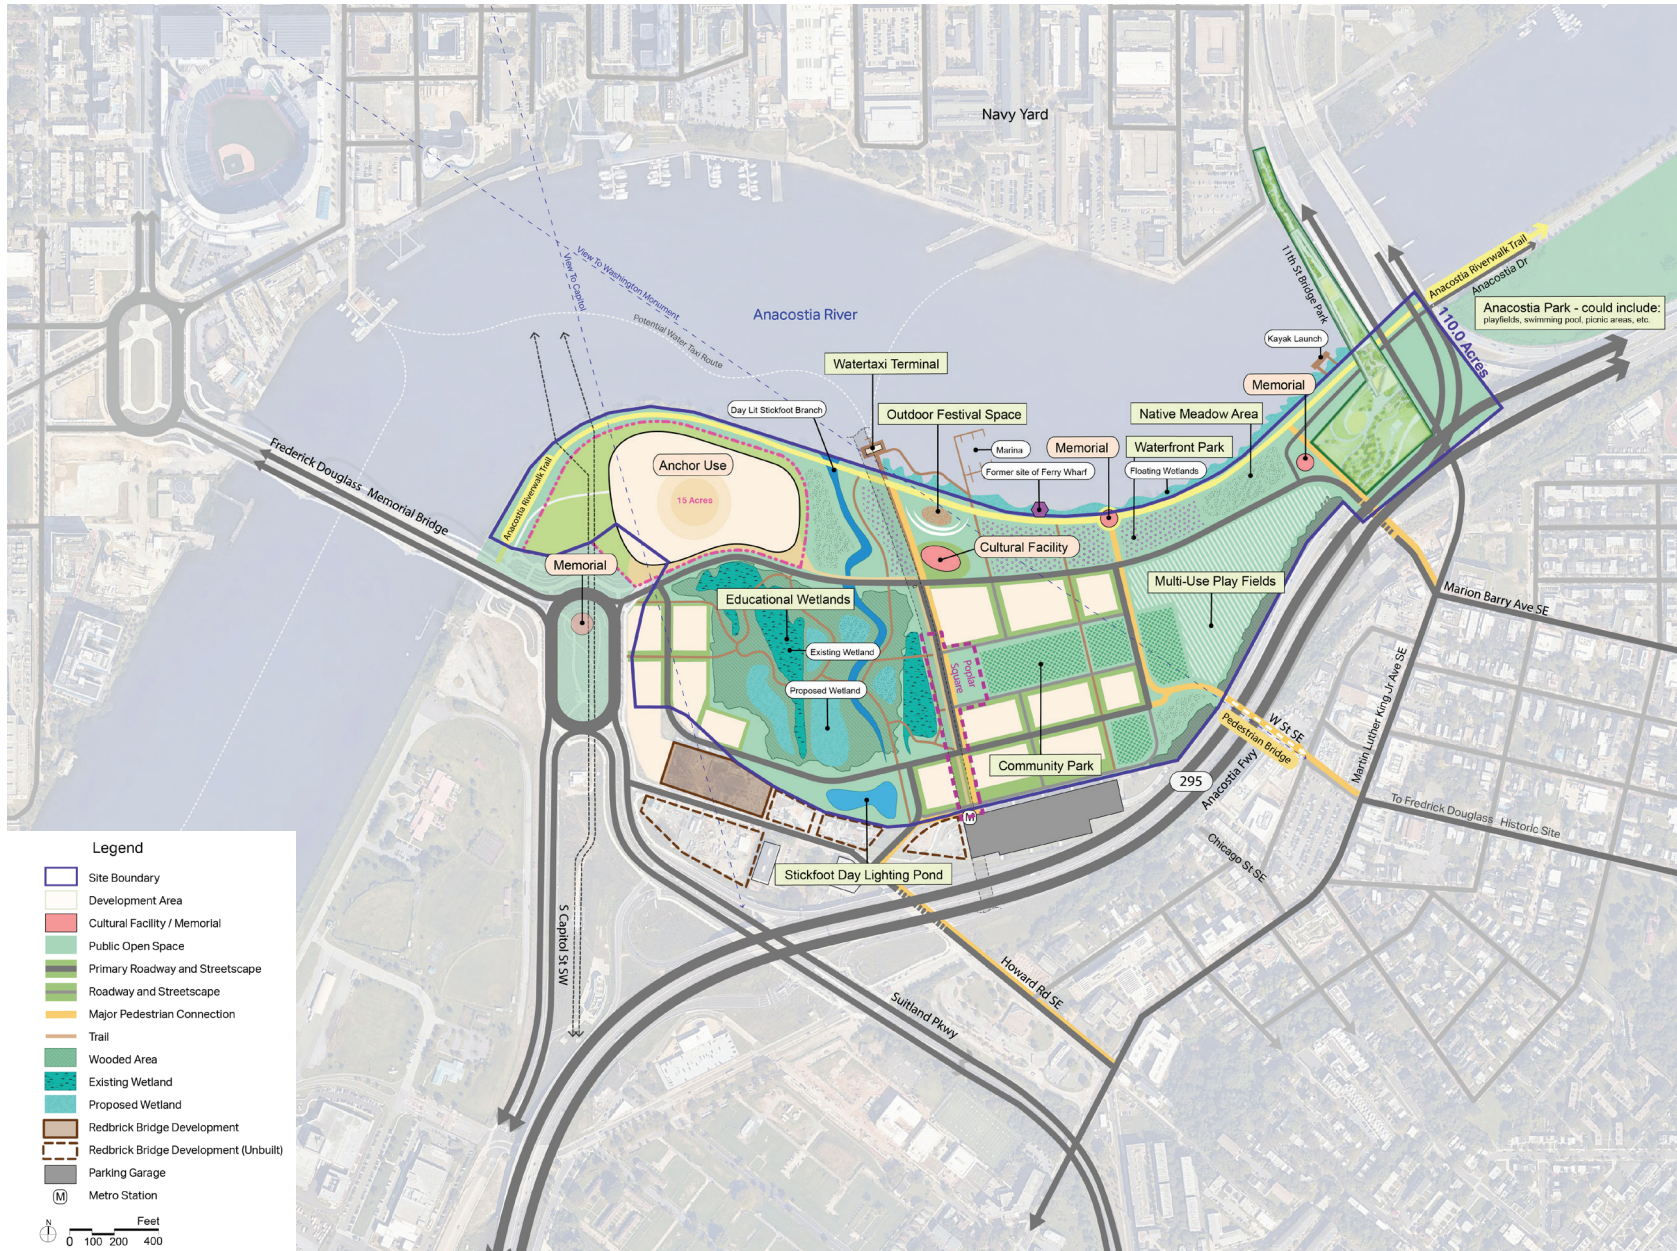 Navy Yard
View To Washington Monument
View To Capitol
Anacostia River
Potential Water Taxi Route
11th St Bridge Park
Anacostia Riverwalk Trail
Anacostia Dr
Anacostia Park - could include:
playfields, swimming pool, picnic areas, etc.
110.0 Acres
Kayak Launch
Memorial
Watertaxi Terminal
Day Lit Stickfoot Branch
Outdoor Festival Space
Native Meadow Area
Marina
Memorial
Waterfront Park
Former site of Ferry Wharf
Floating Wetlands
Frederick Douglass Memorial Bridge
Anacostia Riverwalk Trail
Anchor Use
15 Acres
Cultural Facility
Memorial
Multi-Use Play Fields
Marion Barry Ave SE
Educational Wetlands
Existing Wetland
Proposed Wetland
Poplar
Square
Community Park
W St SE
Pedestrian Bridge
Martin Luther King Jr Ave SE
295
Anacostia Fwy
To Fredrick Douglass Historic Site
Chicago St SE
M
Stickfoot Day Lighting Pond
S Capitol St SW
Howard Rd SE
Suitland Pkwy
Legend
Site Boundary
Development Area
Cultural Facility / Memorial
Public Open Space
Primary Roadway and Streetscape
Roadway and Streetscape
Major Pedestrian Connection
Trail
Wooded Area
Existing Wetland
Proposed Wetland
Redbrick Bridge Development
Redbrick Bridge Development (Unbuilt)
Parking Garage
M Metro Station
N
Feet
0 100 200 400